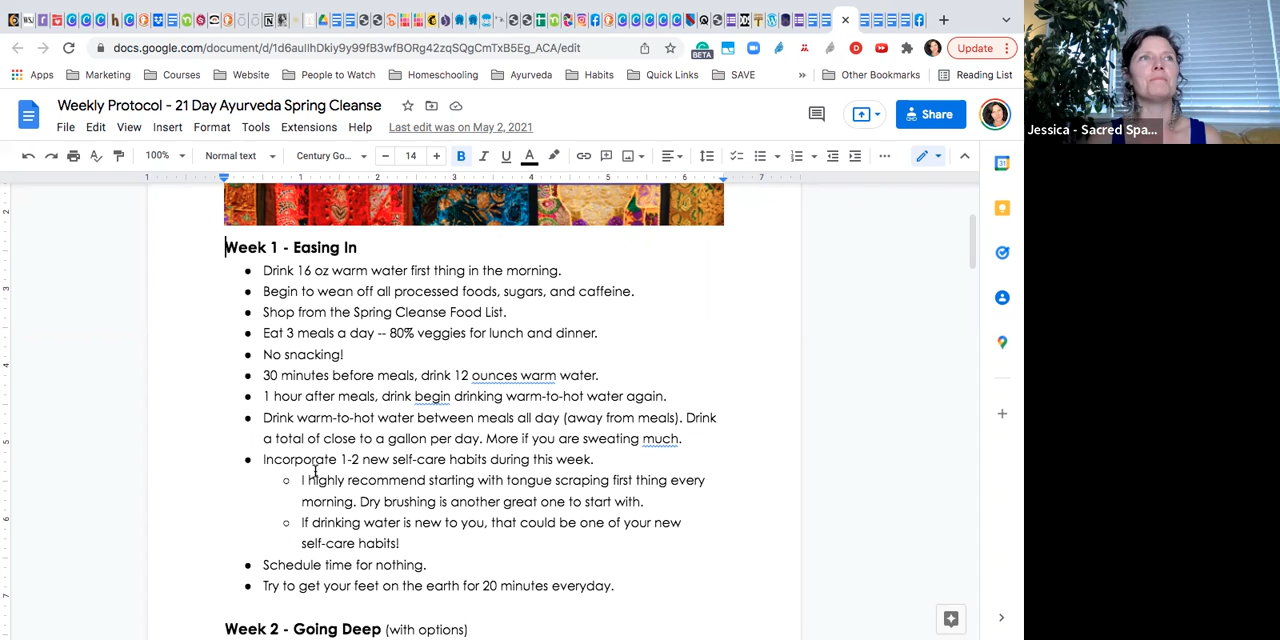 docs.google.com/document/d/1d6auIlhDkiy9y99fB3wfBORg42zqSQgCmTxB5Eg_ACA/edit
BETA
Update
Apps Marketing Courses Website People to Watch Homeschooling Ayurveda Habits Quick Links SAVE » Other Bookmarks Reading List
Weekly Protocol - 21 Day Ayurveda Spring Cleanse
File Edit View Insert Format Tools Extensions Help Last edit was on May 2, 2021
Share
100% Normal text Century Go... 14 B I U A
1 1 2 3 4 5 6 7
Week 1 - Easing In
● Drink 16 oz warm water first thing in the morning.
● Begin to wean off all processed foods, sugars, and caffeine.
● Shop from the Spring Cleanse Food List.
● Eat 3 meals a day -- 80% veggies for lunch and dinner.
● No snacking!
● 30 minutes before meals, drink 12 ounces warm water.
● 1 hour after meals, drink begin drinking warm-to-hot water again.
● Drink warm-to-hot water between meals all day (away from meals). Drink
a total of close to a gallon per day. More if you are sweating much.
● Incorporate 1-2 new self-care habits during this week.
○ I highly recommend starting with tongue scraping first thing every
morning. Dry brushing is another great one to start with.
○ If drinking water is new to you, that could be one of your new
self-care habits!
● Schedule time for nothing.
● Try to get your feet on the earth for 20 minutes everyday.
Week 2 - Going Deep (with options)
Jessica - Sacred Spa...